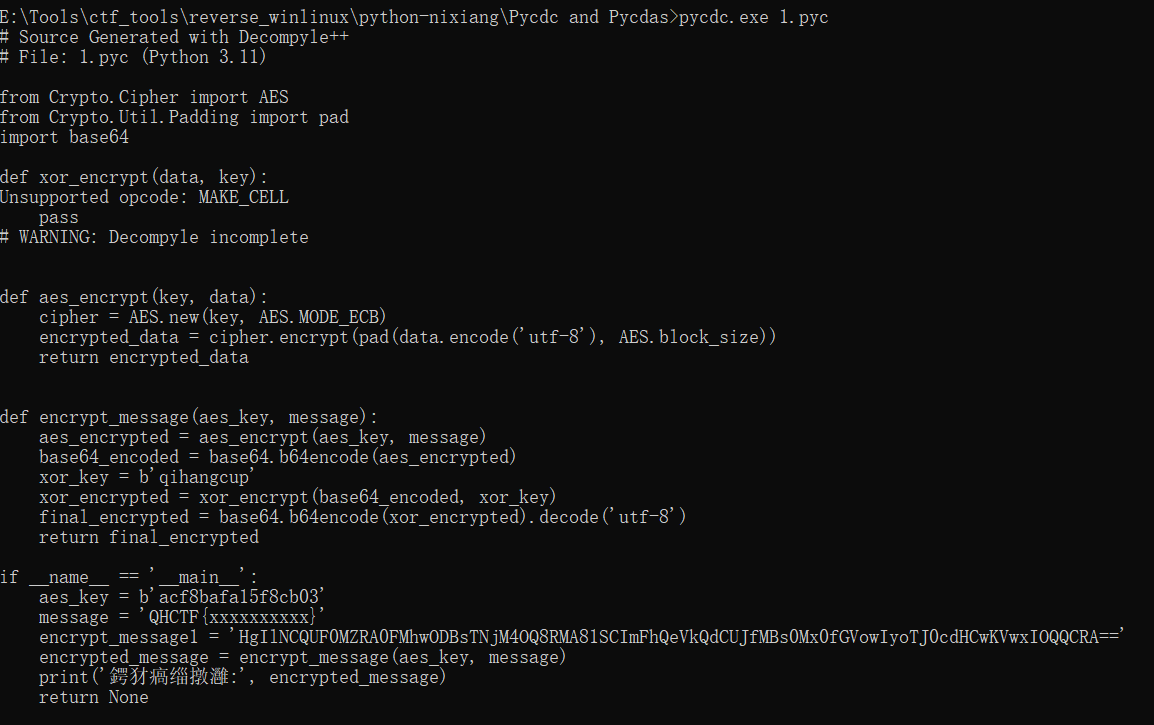 E:\Tools\ctf_tools\reverse_winlinux\python-nixiang\Pycdc and Pycdas>pycdc.exe 1.pyc
# Source Generated with Decompyle++
# File: 1.pyc (Python 3.11)
from Crypto.Cipher import AES
from Crypto.Util.Padding import pad
import base64
def xor_encrypt(data, key):
Unsupported opcode: MAKE_CELL
    pass
# WARNING: Decompyle incomplete
def aes_encrypt(key, data):
    cipher = AES.new(key, AES.MODE_ECB)
    encrypted_data = cipher.encrypt(pad(data.encode('utf-8'), AES.block_size))
    return encrypted_data
def encrypt_message(aes_key, message):
    aes_encrypted = aes_encrypt(aes_key, message)
    base64_encoded = base64.b64encode(aes_encrypted)
    xor_key = b'qihangcup'
    xor_encrypted = xor_encrypt(base64_encoded, xor_key)
    final_encrypted = base64.b64encode(xor_encrypted).decode('utf-8')
    return final_encrypted
if __name__ == '__main__':
    aes_key = b'acf8bafa15f8cb03'
    message = 'QHCTF{xxxxxxxxxx}'
    encrypt_message1 =
    encrypted_message = encrypt_message(aes_key, message)
    print('鍔犲瘑缁撴灉:', encrypted_message)
    return None